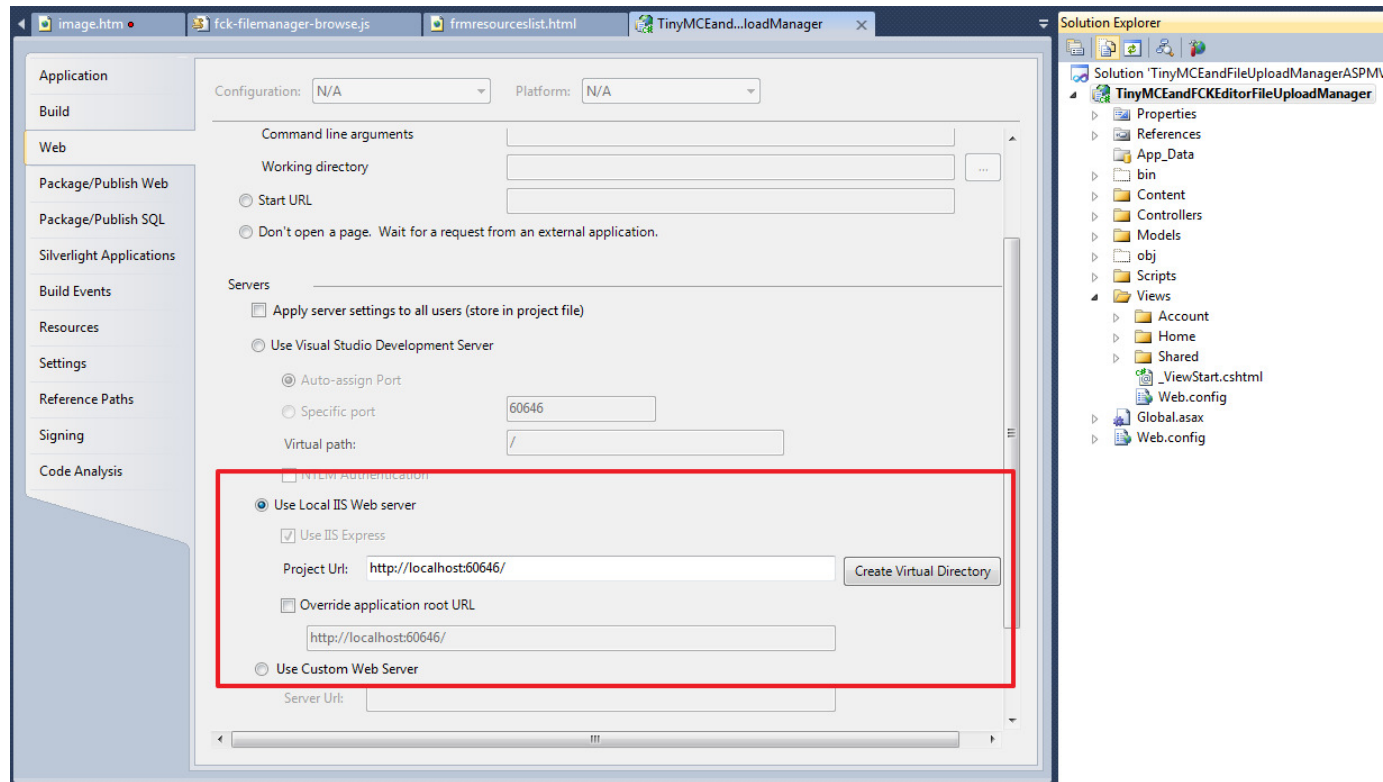 image.htm
fck-filemanager-browse.js
frmresourceslist.html
TinyMCEand...loadManager
Application
Build
Web
Package/Publish Web
Package/Publish SQL
Silverlight Applications
Build Events
Resources
Settings
Reference Paths
Signing
Code Analysis
Configuration: N/A Platform: N/A
Command line arguments
Working directory ...
Start URL
Don't open a page. Wait for a request from an external application.
Servers
Apply server settings to all users (store in project file)
Use Visual Studio Development Server
Auto-assign Port
Specific port 60646
Virtual path: /
NTLM Authentication
Use Local IIS Web server
Use IIS Express
Project Url: http://localhost:60646/ Create Virtual Directory
Override application root URL
http://localhost:60646/
Use Custom Web Server
Server Url:
Solution Explorer
Solution 'TinyMCEandFileUploadManagerASPMV
TinyMCEandFCKEditorFileUploadManager
Properties
References
App_Data
bin
Content
Controllers
Models
obj
Scripts
Views
Account
Home
Shared
_ViewStart.cshtml
Web.config
Global.asax
Web.config